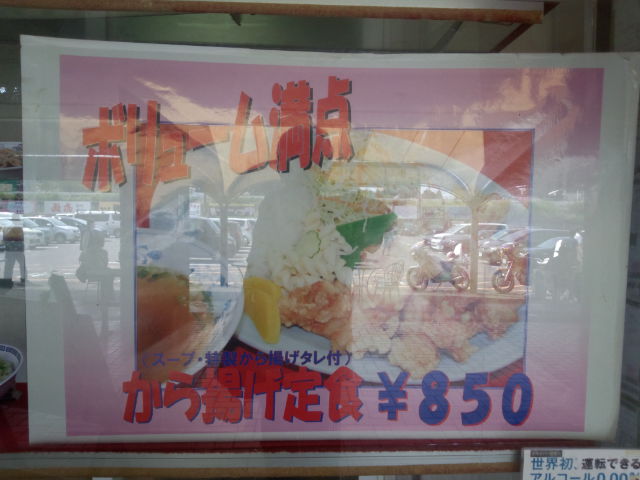 ボリューム満点
(スープ・特製から揚げタレ付)
から揚げ定食 ¥850
世界初、運転できる
アルコール0.00%